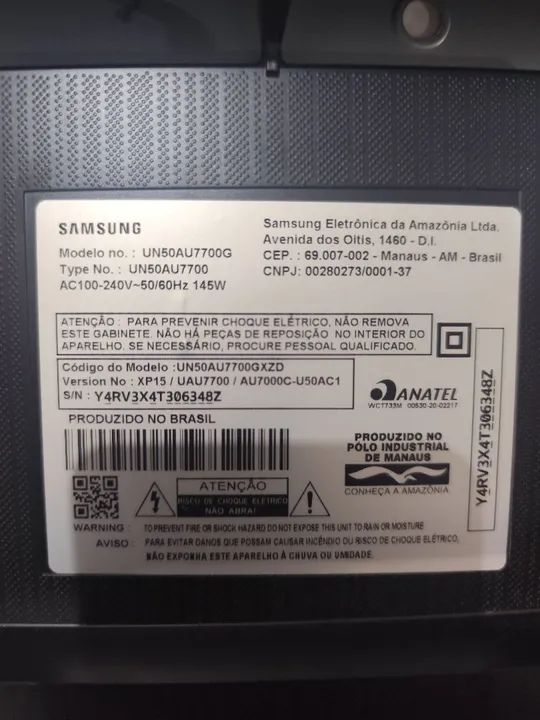 SAMSUNG
Modelo no. : UN50AU7700G
Type No. : UN50AU7700
AC100-240V~50/60Hz 145W
Samsung Eletrônica da Amazônia Ltda.
Avenida dos Oitis, 1460 - D.I.
CEP. : 69.007-002 - Manaus - AM - Brasil
CNPJ: 00280273/0001-37
ATENÇÃO : PARA PREVENIR CHOQUE ELÉTRICO, NÃO REMOVA
ESTE GABINETE. NÃO HÁ PEÇAS DE REPOSIÇÃO NO INTERIOR DO
APARELHO. SE NECESSÁRIO, PROCURE PESSOAL QUALIFICADO.
Código do Modelo :UN50AU7700GXZD
Version No : XP15 / UAU7700 / AU7000C-U50AC1
S/N : Y4RV3X4T306348Z
ANATEL
WCT733M 00530-20-02217
Y4RV3X4T306348Z
PRODUZIDO NO BRASIL
PRODUZIDO NO
PÓLO INDUSTRIAL
DE MANAUS
CONHEÇA A AMAZÔNIA
ATENÇÃO
RISCO DE CHOQUE ELÉTRICO
NÃO ABRA!
WARNING : TO PREVENT FIRE OR SHOCK HAZARD DO NOT EXPOSE THIS UNIT TO RAIN OR MOISTURE
AVISO : PARA EVITAR DANOS QUE POSSAM CAUSAR INCÊNDIO OU RISCO DE CHOQUE ELÉTRICO,
NÃO EXPONHA ESTE APARELHO À CHUVA OU UMIDADE.